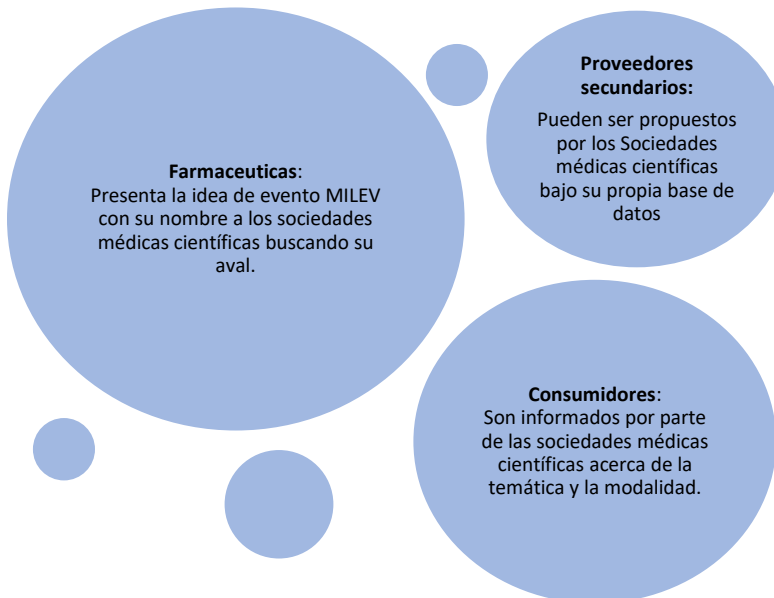 Farmaceuticas:
Presenta la idea de evento MILEV
con su nombre a los sociedades
médicas científicas buscando su
aval.
Proveedores
secundarios:
Pueden ser propuestos
por los Sociedades
médicas científicas
bajo su propia base de
datos
Consumidores:
Son informados por parte
de las sociedades médicas
científicas acerca de la
temática y la modalidad.